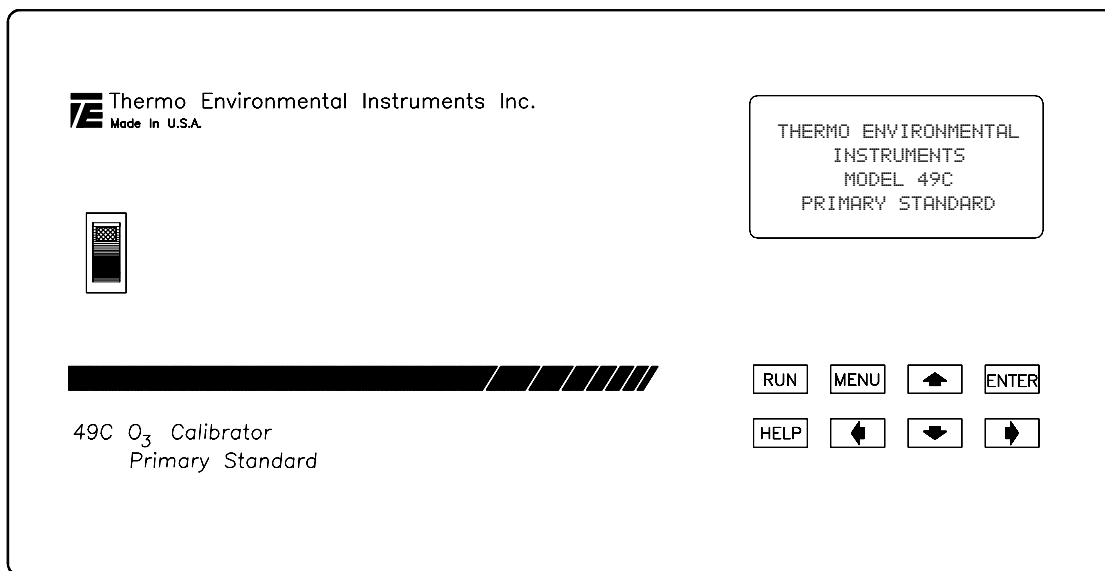 TE Thermo Environmental Instruments Inc.
Made In U.S.A.
THERMO ENVIRONMENTAL
INSTRUMENTS
MODEL 49C
PRIMARY STANDARD
RUN MENU ENTER
HELP
49C O₃ Calibrator
Primary Standard